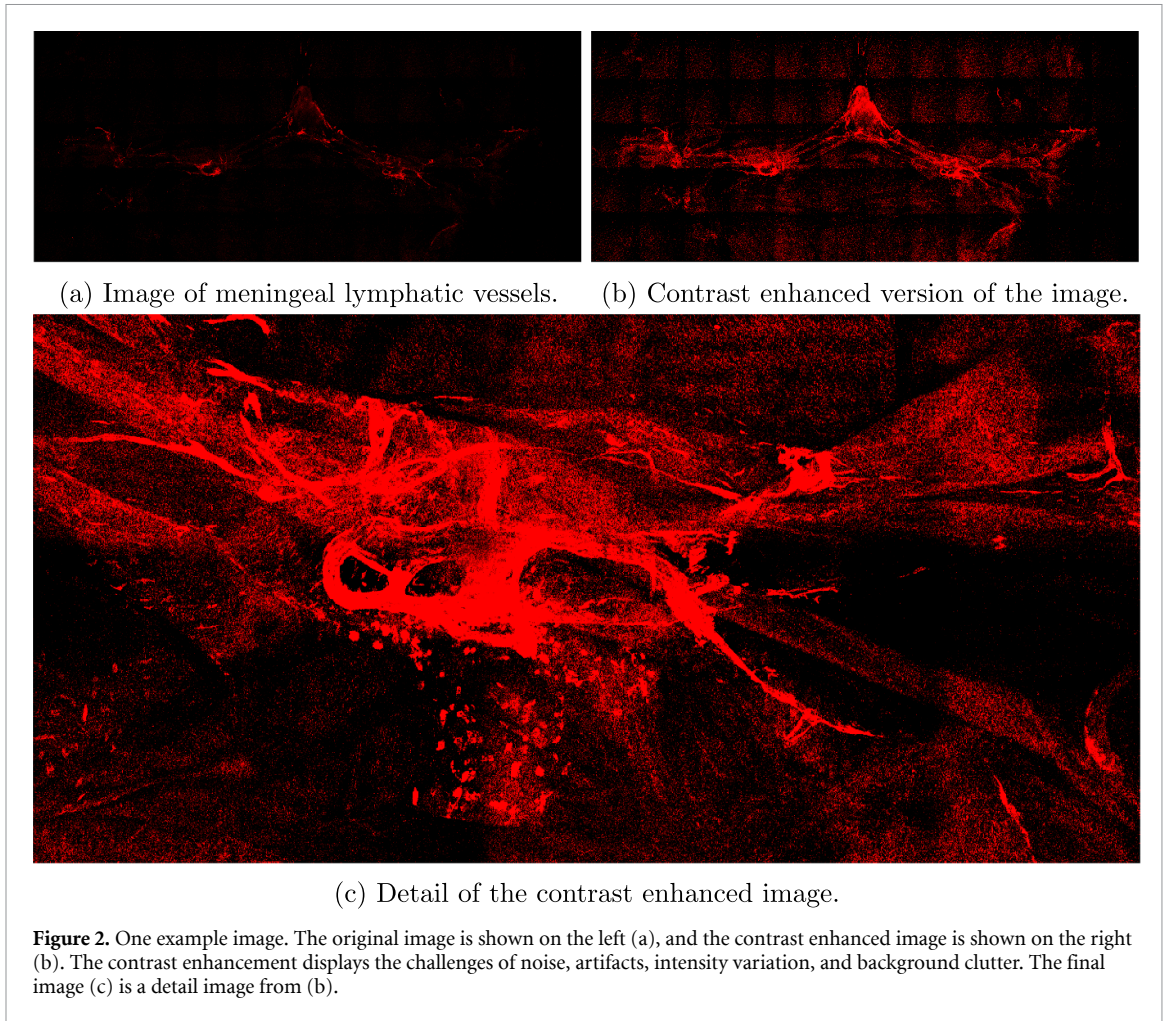 (a) Image of meningeal lymphatic vessels.
(b) Contrast enhanced version of the image.
(c) Detail of the contrast enhanced image.
Figure 2. One example image. The original image is shown on the left (a), and the contrast enhanced image is shown on the right
(b). The contrast enhancement displays the challenges of noise, artifacts, intensity variation, and background clutter. The final
image (c) is a detail image from (b).